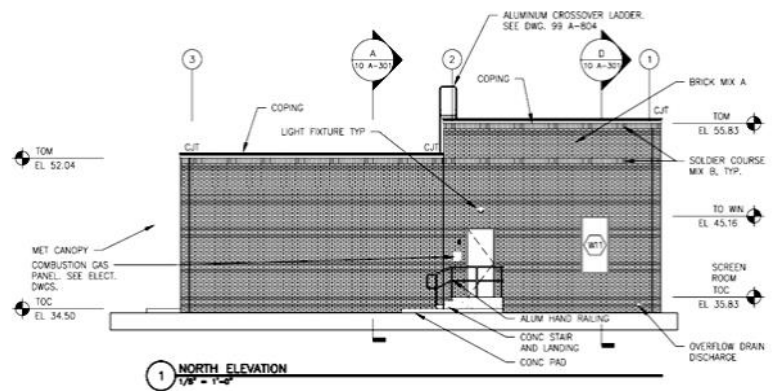 ALUMINUM CROSSOVER LADDER.
SEE DWG. 99 A-804
3
A
10 A-301
2
D
10 A-301
1
COPING
COPING
BRICK MIX A
CJT
LIGHT FIXTURE TYP
TOM
EL 55.83
CJT
CJT
TOM
EL 52.04
SOLDIER COURSE
MIX B, TYP.
TO WIN
EL 45.16
W11
MET CANOPY
COMBUSTION GAS
PANEL. SEE ELECT.
DWGS.
SCREEN
ROOM
TOC
EL 35.83
TOC
EL 34.50
ALUM HAND RAILING
CONC STAIR
AND LANDING
CONC PAD
OVERFLOW DRAIN
DISCHARGE
1
NORTH ELEVATION
1/8" = 1'-0"